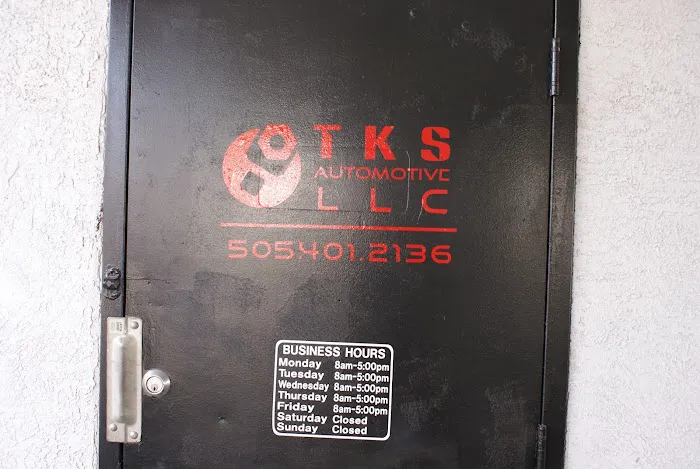 TKS
AUTOMOTIVE
LLC
505.401.2136
BUSINESS HOURS
Monday 8am-5:00pm
Tuesday 8am-5:00pm
Wednesday 8am-5:00pm
Thursday 8am-5:00pm
Friday 8am-5:00pm
Saturday Closed
Sunday Closed